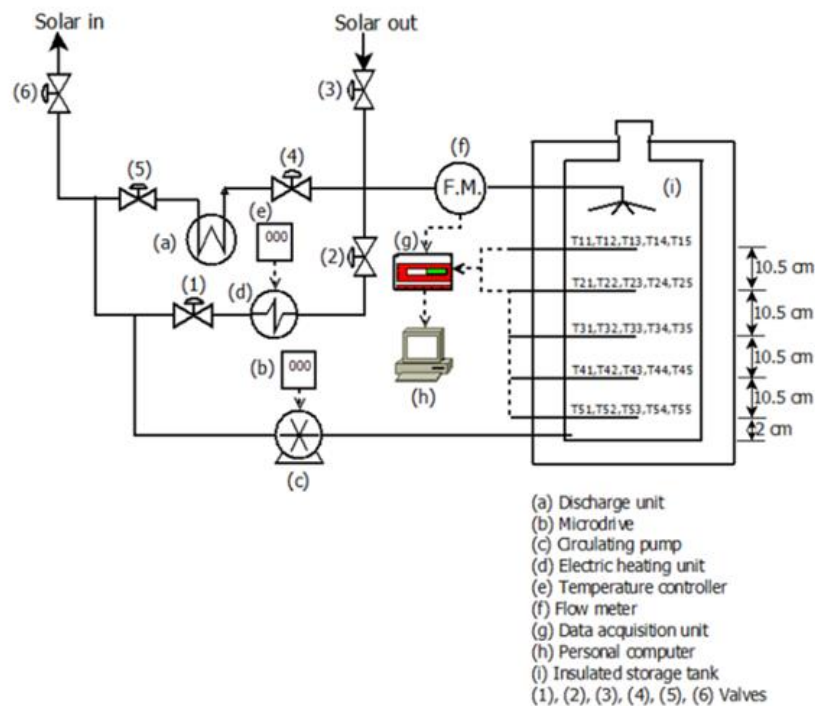 Solar in
Solar out
(6)
(3)
(5)
(4)
(f)
F.M.
(i)
(e)
000
(a)
(2)
(g)
T11,T12,T13,T14,T15
10.5 cm
(1)
(d)
T21,T22,T23,T24,T25
10.5 cm
(b)
000
T31,T32,T33,T34,T35
10.5 cm
(h)
T41,T42,T43,T44,T45
10.5 cm
T51,T52,T53,T54,T55
2 cm
(c)
(a) Discharge unit
(b) Microdrive
(c) Circulating pump
(d) Electric heating unit
(e) Temperature controller
(f) Flow meter
(g) Data acquisition unit
(h) Personal computer
(i) Insulated storage tank
(1), (2), (3), (4), (5), (6) Valves